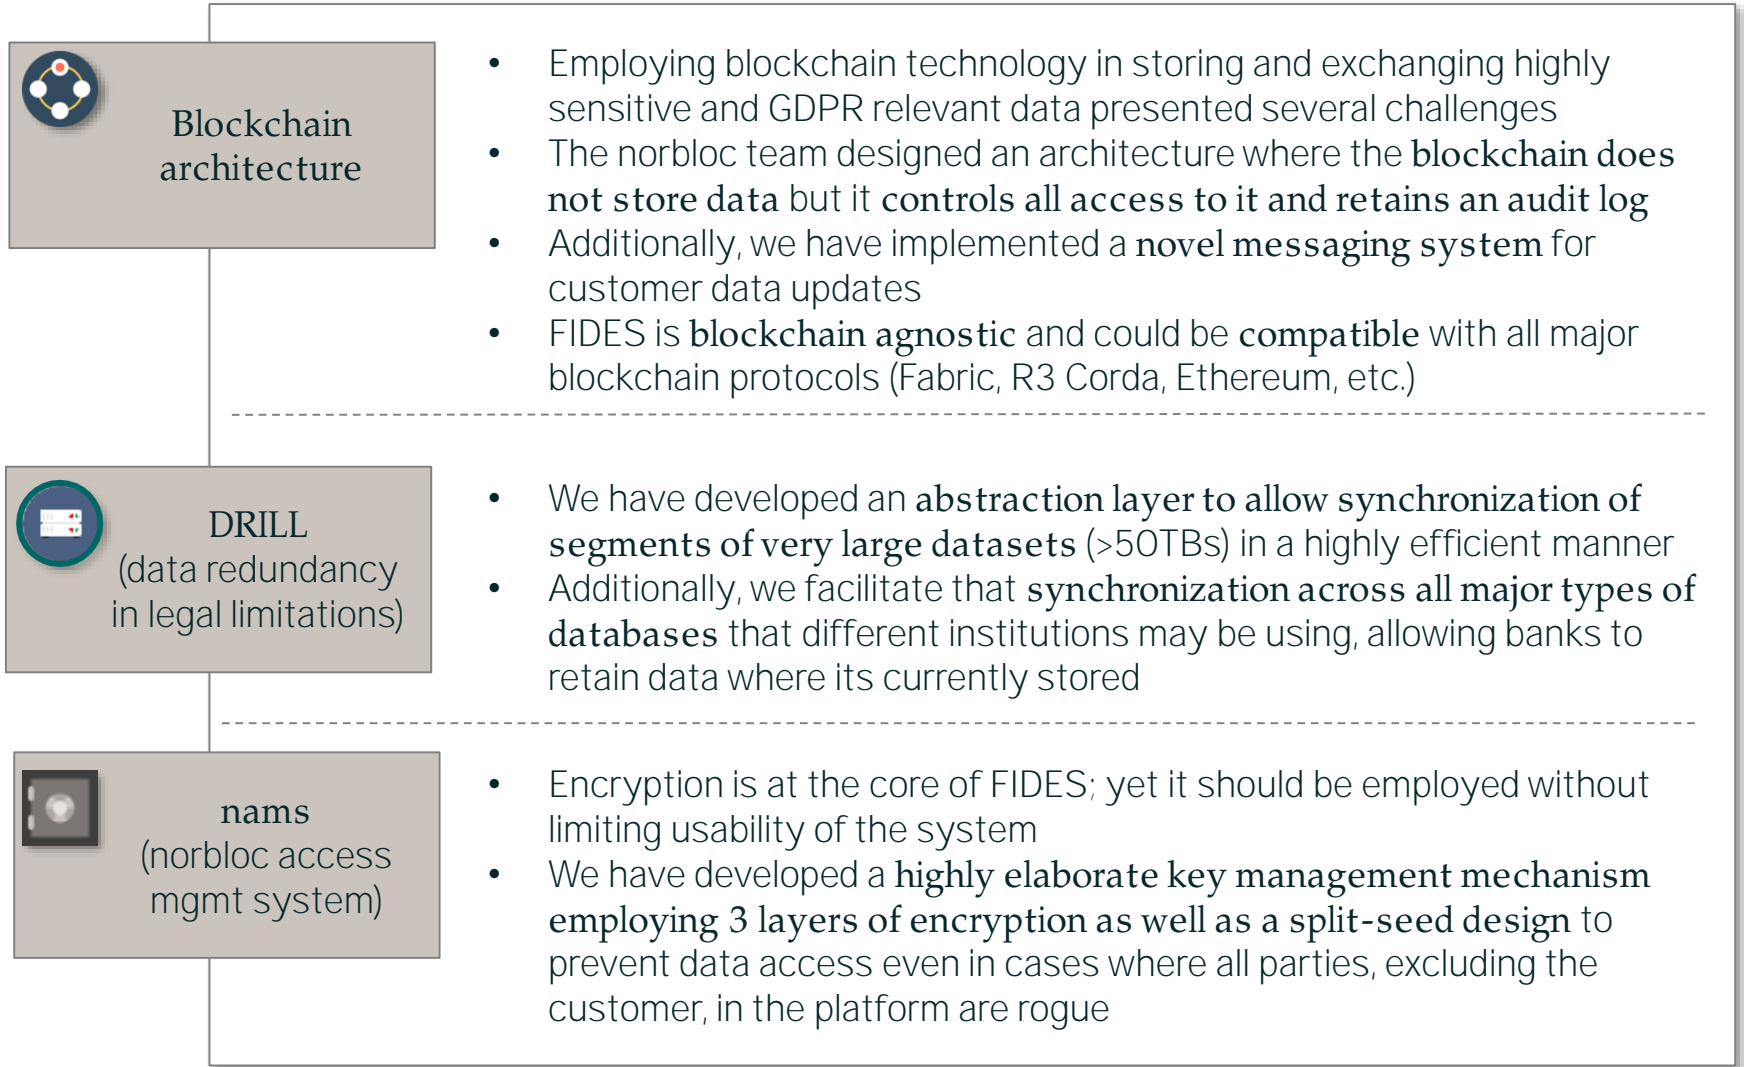 Blockchain
architecture
• Employing blockchain technology in storing and exchanging highly
sensitive and GDPR relevant data presented several challenges
• The norbloc team designed an architecture where the blockchain does
not store data but it controls all access to it and retains an audit log
• Additionally, we have implemented a novel messaging system for
customer data updates
• FIDES is blockchain agnostic and could be compatible with all major
blockchain protocols (Fabric, R3 Corda, Ethereum, etc.)
DRILL
(data redundancy
in legal limitations)
• We have developed an abstraction layer to allow synchronization of
segments of very large datasets (>50TBs) in a highly efficient manner
• Additionally, we facilitate that synchronization across all major types of
databases that different institutions may be using, allowing banks to
retain data where its currently stored
nams
(norbloc access
mgmt system)
• Encryption is at the core of FIDES; yet it should be employed without
limiting usability of the system
• We have developed a highly elaborate key management mechanism
employing 3 layers of encryption as well as a split-seed design to
prevent data access even in cases where all parties, excluding the
customer, in the platform are rogue